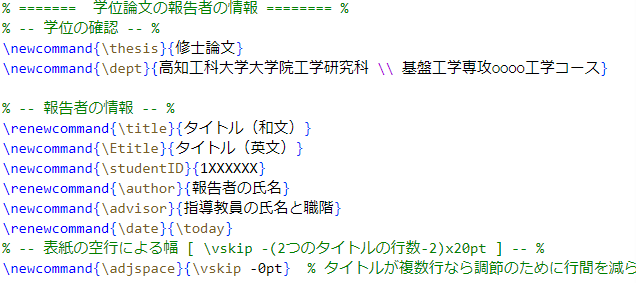 % =======  学位論文の報告者の情報 ======== %
% -- 学位の確認 -- %
\newcommand{\thesis}{修士論文}
\newcommand{\dept}{高知工科大学大学院工学研究科 \\ 基盤工学専攻○○○○工学コース}
% -- 報告者の情報 -- %
\renewcommand{\title}{タイトル（和文）}
\newcommand{\Etitle}{タイトル（英文）}
\newcommand{\studentID}{1XXXXXX}
\renewcommand{\author}{報告者の氏名}
\newcommand{\advisor}{指導教員の氏名と職階}
\renewcommand{\date}{\today}
% -- 表紙の空行による幅 [ \vskip -(2つのタイトルの行数-2)x20pt ] -- %
\newcommand{\adjspace}{\vskip -0pt}  % タイトルが複数行なら調節のために行間を減ら